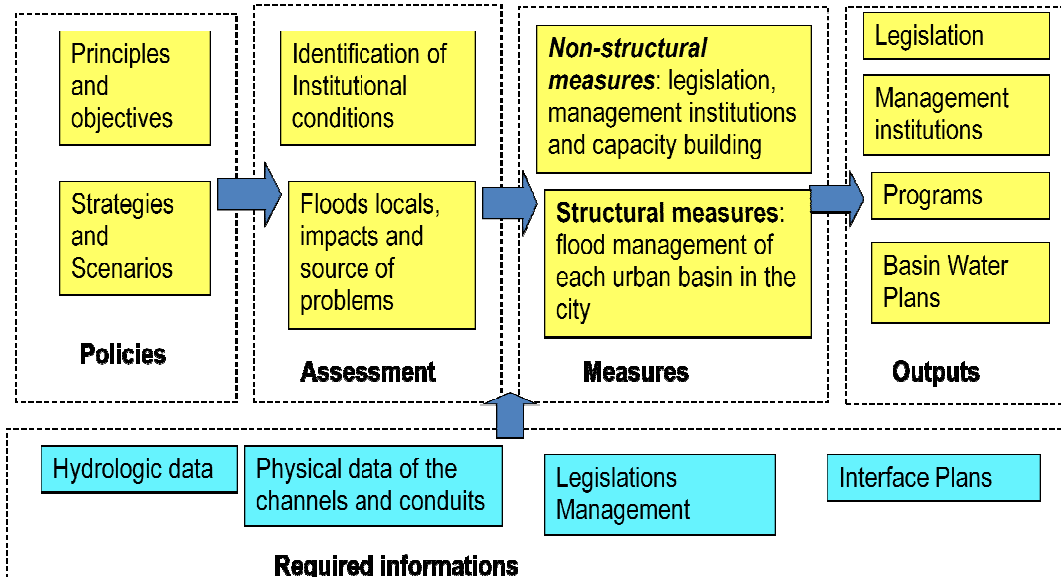 Principles
and
objectives
Strategies
and
Scenarios
Policies
Identification of
Institutional
conditions
Floods locals,
impacts and
source of
problems
Assessment
Non-structural
measures: legislation,
management institutions
and capacity building
Structural measures:
flood management of
each urban basin in the
city
Measures
Legislation
Management
institutions
Programs
Basin Water
Plans
Outputs
Hydrologic data
Physical data of the
channels and conduits
Legislations
Management
Interface Plans
Required informations